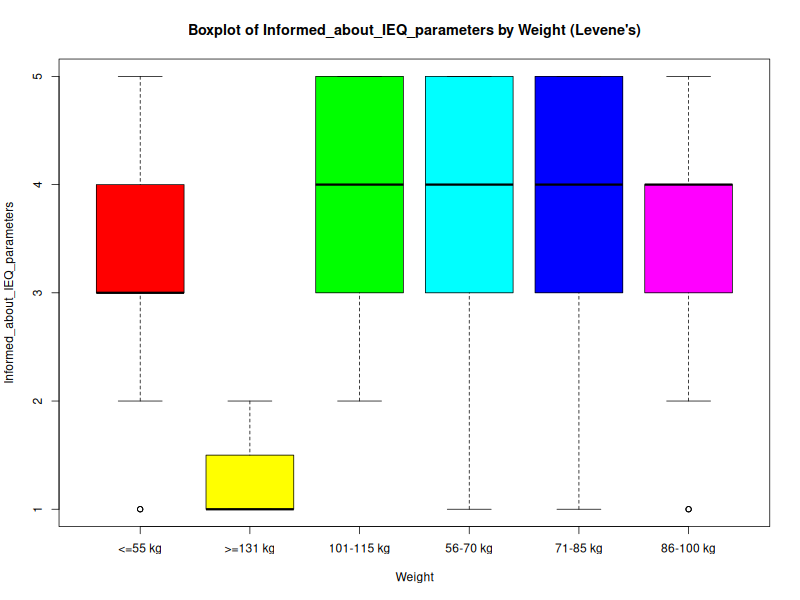 Boxplot of Informed_about_IEQ_parameters by Weight (Levene's)
Informed_about_IEQ_parameters
5
4
3
2
1
<=55 kg >=131 kg 101-115 kg 56-70 kg 71-85 kg 86-100 kg
Weight